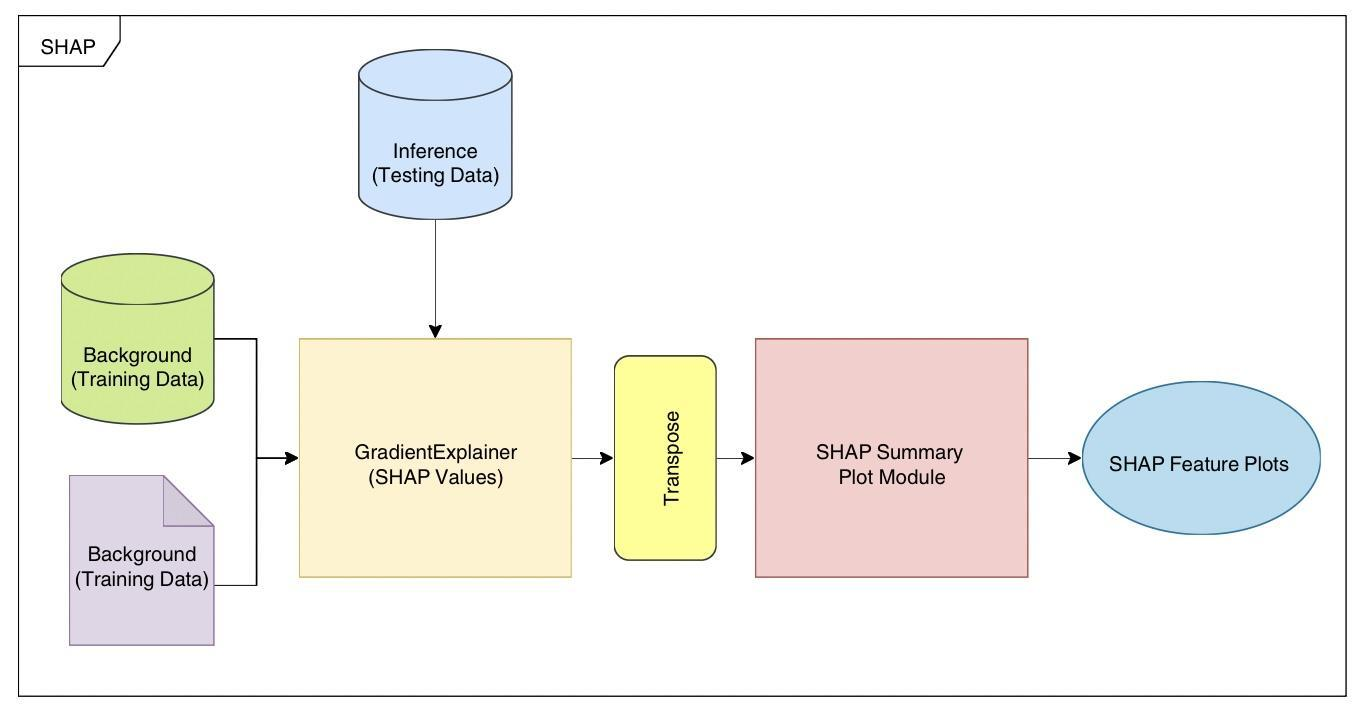 SHAP
Inference
(Testing Data)
Background
(Training Data)
Background
(Training Data)
GradientExplainer
(SHAP Values)
Transpose
SHAP Summary
Plot Module
SHAP Feature Plots